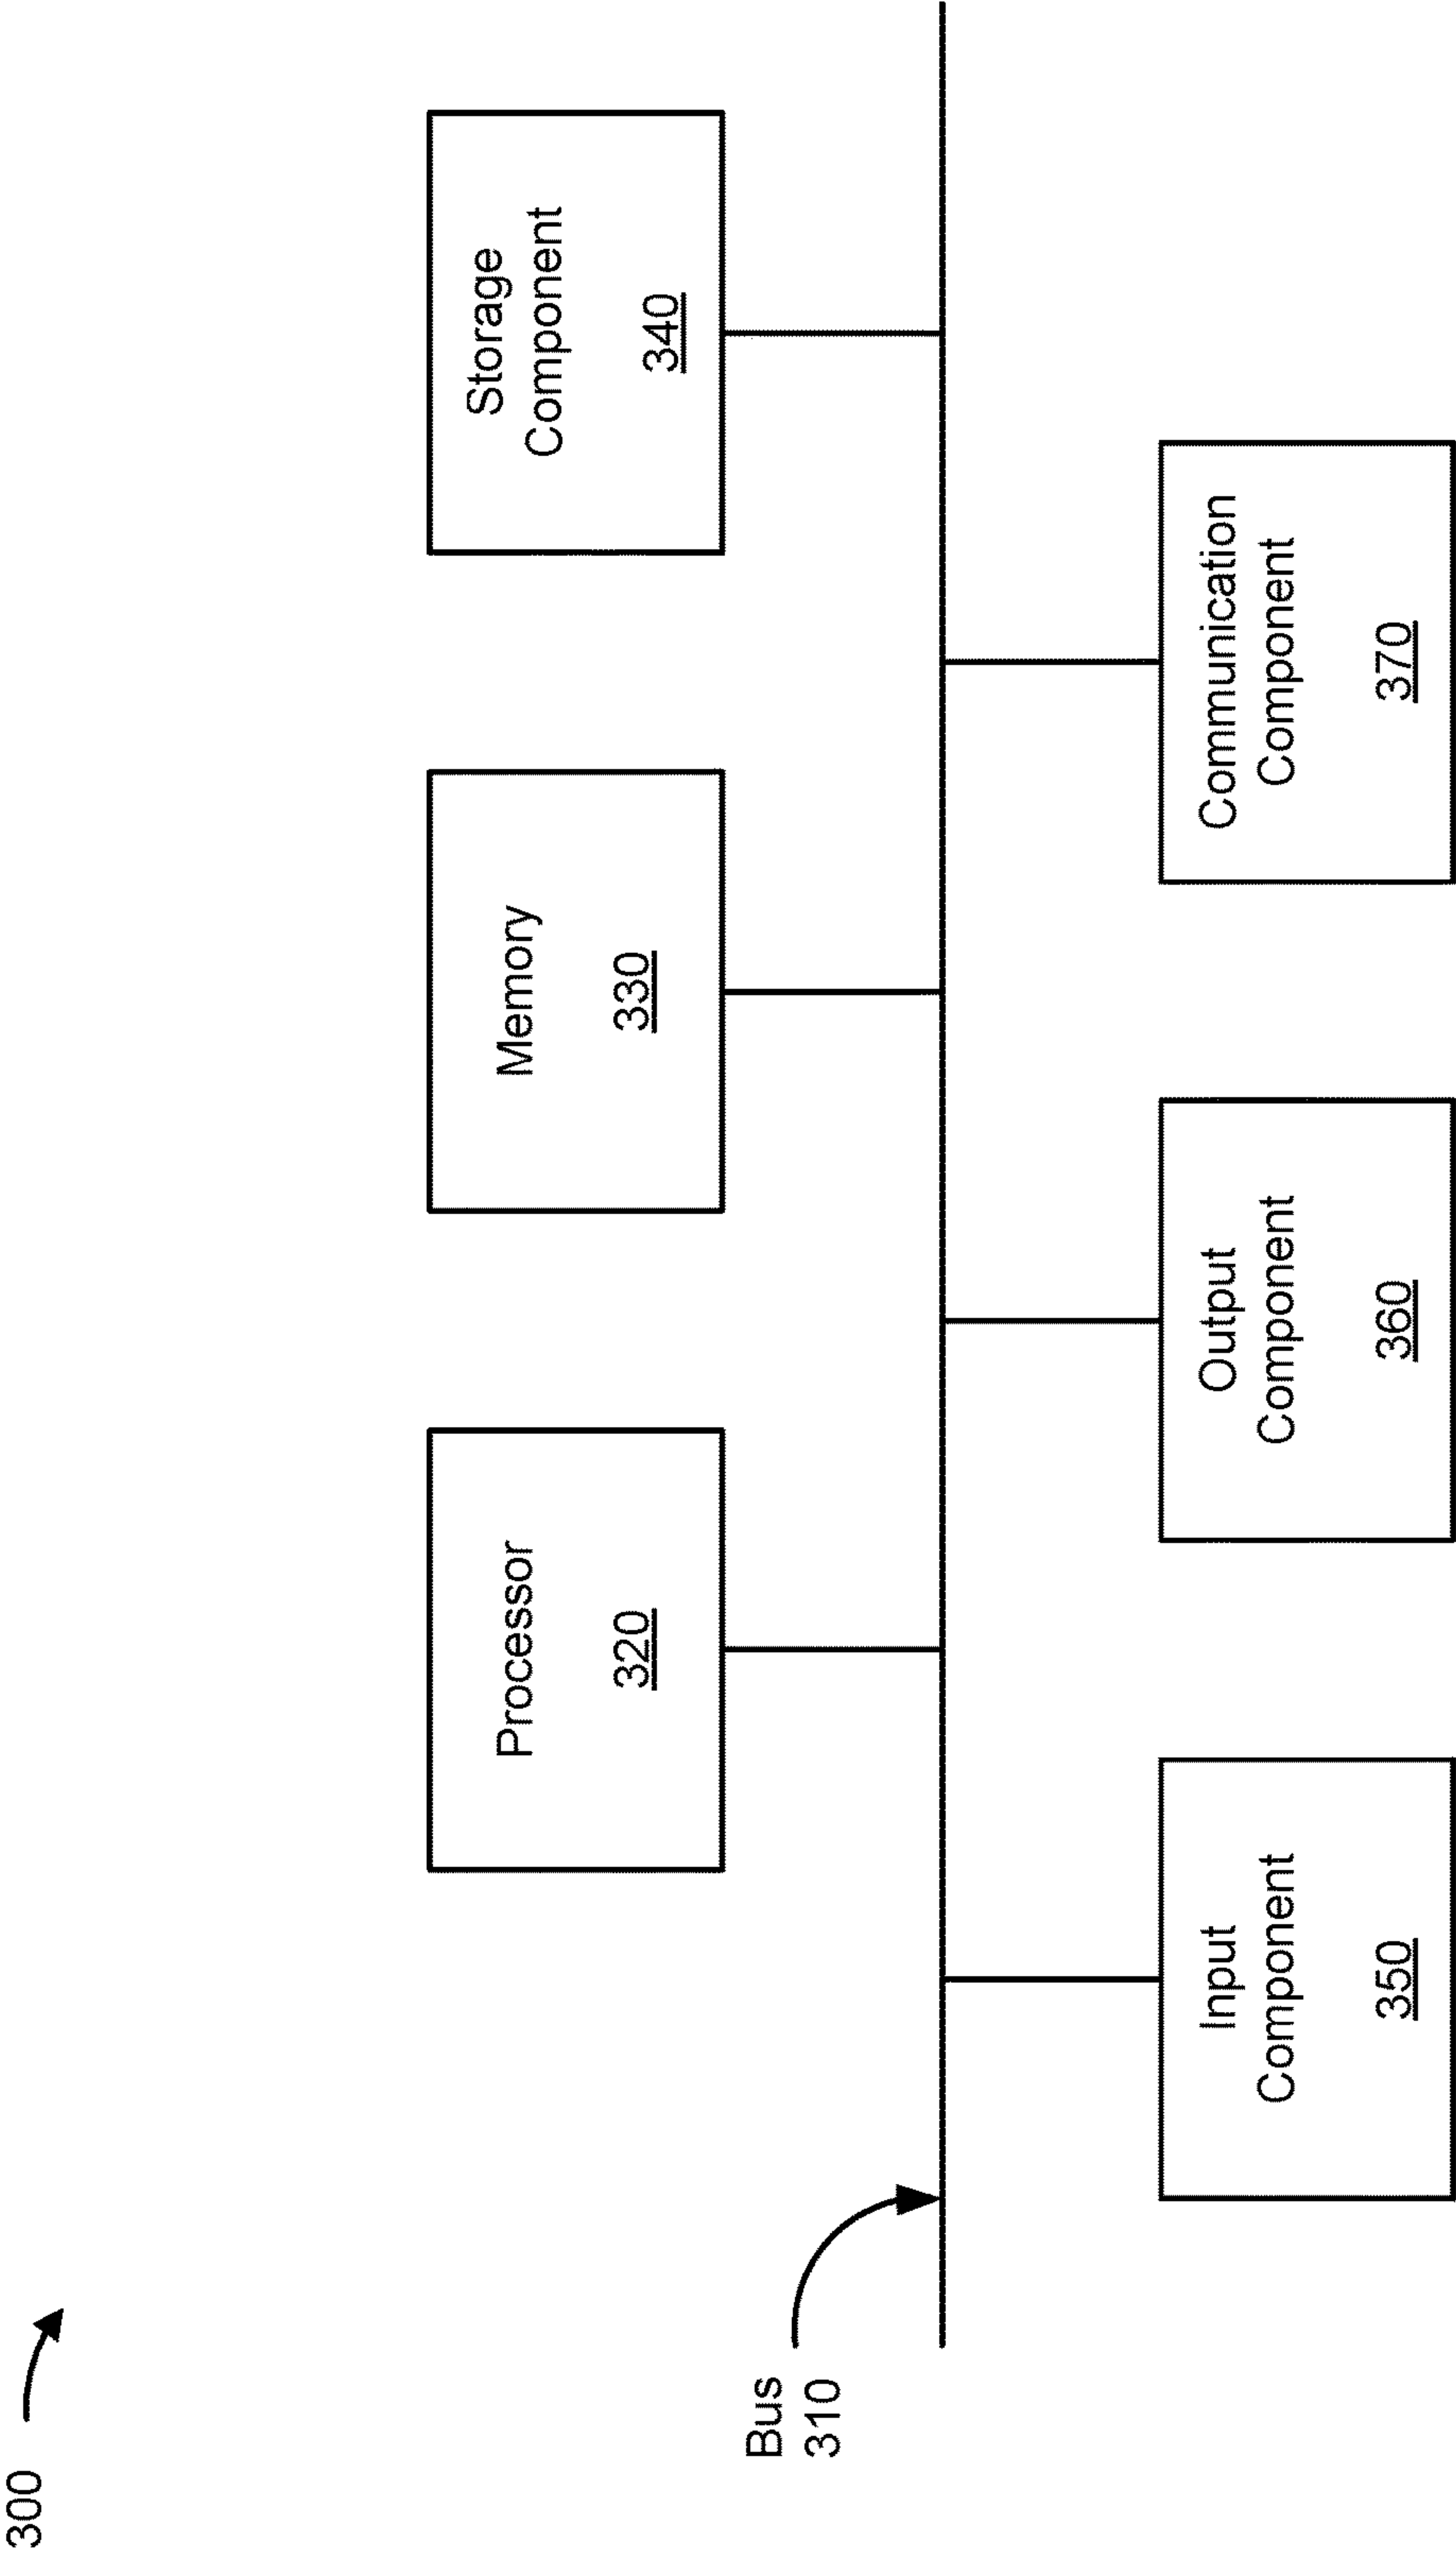 300
Processor
320
Memory
330
Storage
Component
340
Bus
310
Input
Component
350
Output
Component
360
Communication
Component
370